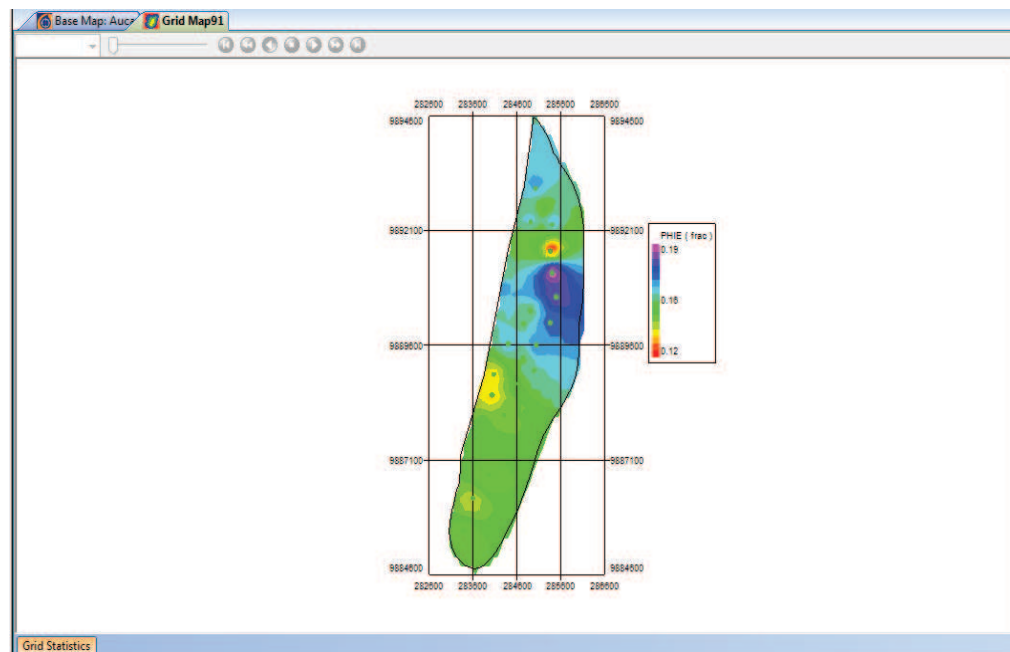 Base Map: Auca
Grid Map91
282600 283600 284600 285600 286600
9894600 9894600
9892100 9892100
PHIE ( frac )
0.19
0.16
0.12
9889600 9889600
9887100 9887100
9884600 9884600
282600 283600 284600 285600 286600
Grid Statistics